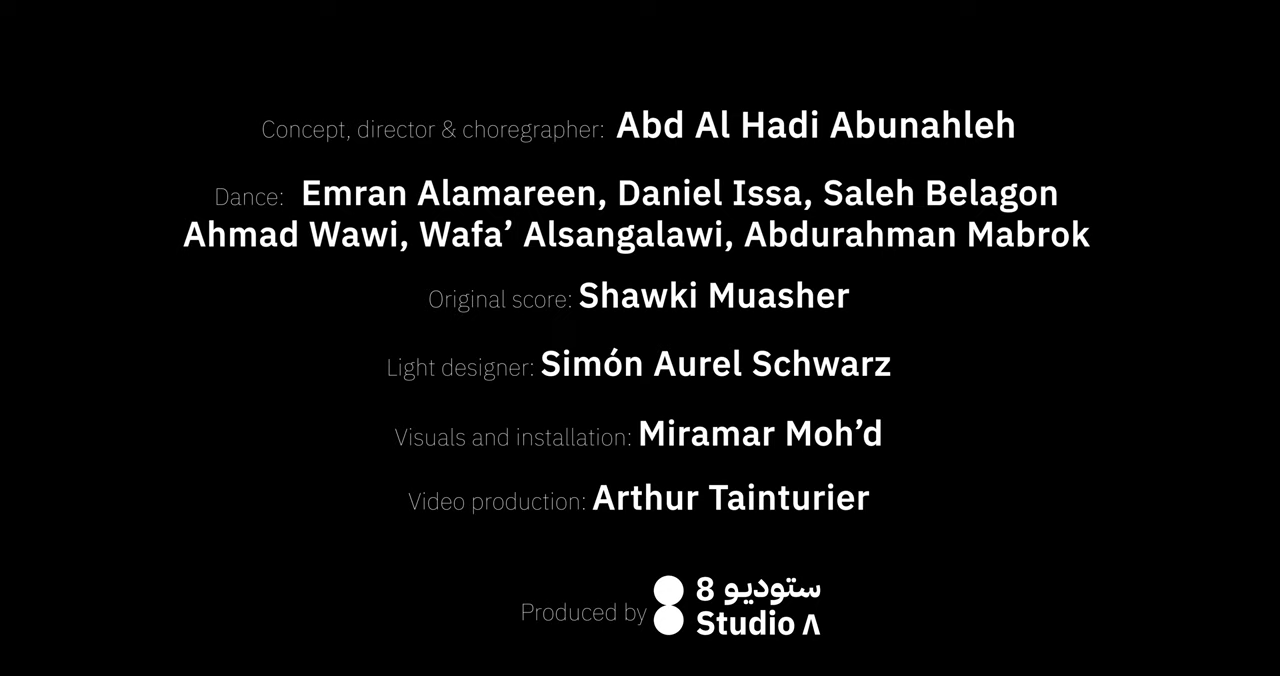 Concept, director & choregrapher: Abd Al Hadi Abunahleh
Dance: Emran Alamareen, Daniel Issa, Saleh Belagon
Ahmad Wawi, Wafa’ Alsangalawi, Abdurahman Mabrok
Original score: Shawki Muasher
Light designer: Simón Aurel Schwarz
Visuals and installation: Miramar Moh’d
Video production: Arthur Tainturier
ستوديو 8
Produced by Studio ٨